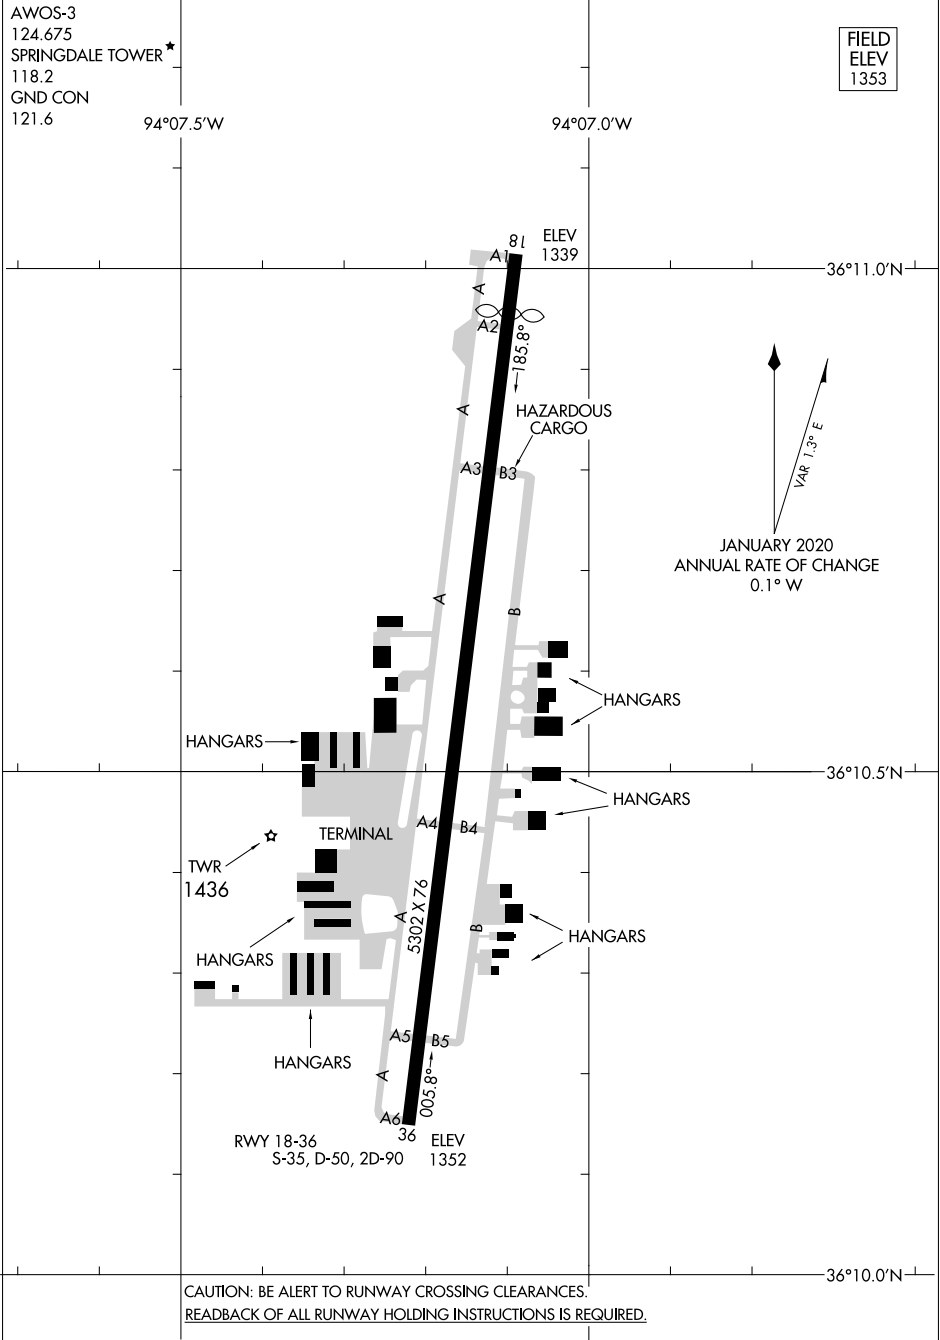 AWOS-3
124.675
SPRINGDALE TOWER★
118.2
GND CON
121.6
FIELD
ELEV
1353
94°07.5'W
94°07.0'W
18
ELEV
1339
A1
36°11.0'N
A
A2
185.8°
A
HAZARDOUS
CARGO
VAR 1.3° E
A3
B3
JANUARY 2020
ANNUAL RATE OF CHANGE
0.1° W
A
B
HANGARS
HANGARS
36°10.5'N
HANGARS
A4
B4
TERMINAL
TWR
1436
5302 X 76
A
B
HANGARS
HANGARS
A5
B5
HANGARS
A
005.8°
A6
36
RWY 18-36
S-35, D-50, 2D-90
ELEV
1352
36°10.0'N
CAUTION: BE ALERT TO RUNWAY CROSSING CLEARANCES.
READBACK OF ALL RUNWAY HOLDING INSTRUCTIONS IS REQUIRED.